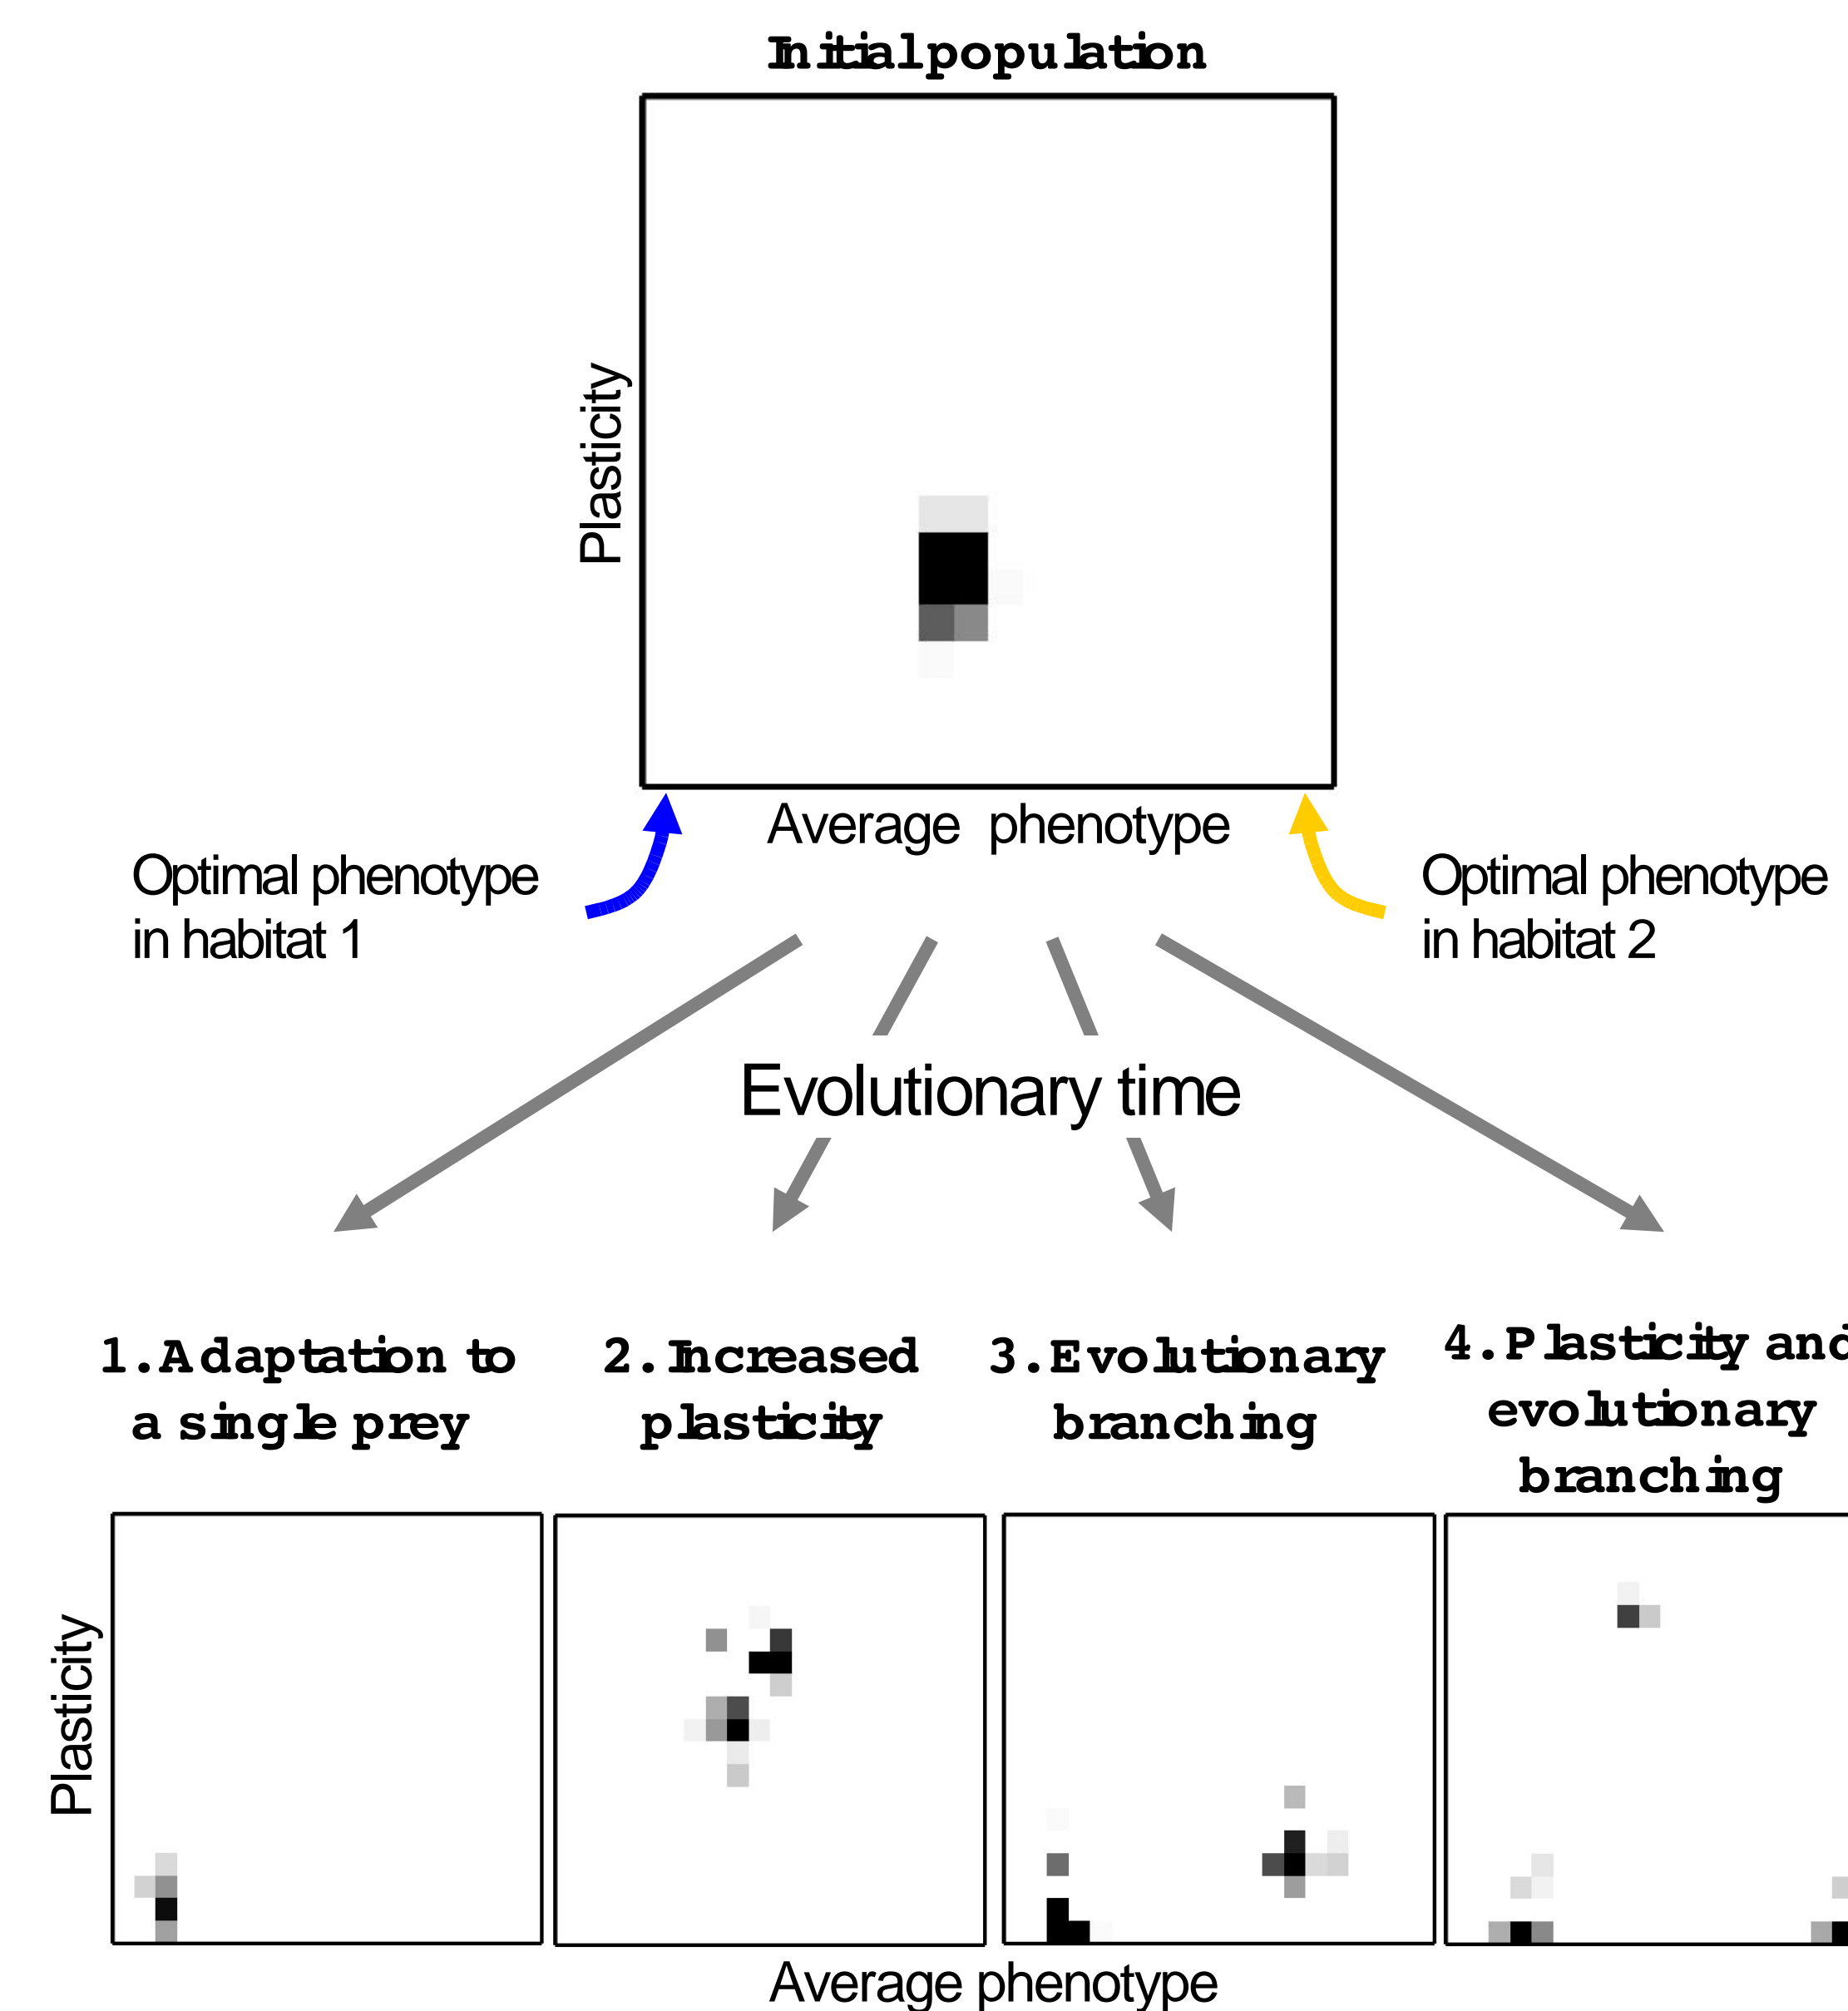 Initial population
Plasticity
Average phenotype
Optimal phenotype
in habitat 1
Optimal phenotype
in habitat 2
Evolutionary time
1. Adaptation to
a single prey
2. Increased
plasticity
3. Evolutionary
branching
4. Plasticity and
evolutionary
branching
Plasticity
Average phenotype